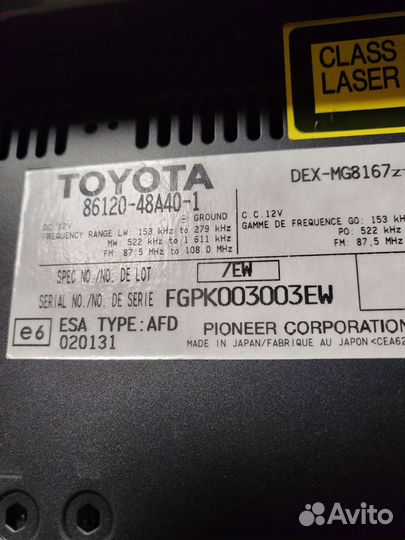 CLASS
LASER
TOYOTA
86120-48A40-1
DEX-MG8167
DC 12V ⊖ GROUND
FREQUENCY RANGE LW: 153 kHz to 279 kHz
MW: 522 kHz to 1 611 kHz
FM: 87.5 MHz to 108.0 MHz
C.C. 12V
GAMME DE FREQUENCE GO: 153 kHz
PO: 522 kHz
FM: 87,5 MHz
SPEC NO./NO. DE LOT /EW
SERIAL NO./NO. DE SERIE FGPK003003EW
e6 ESA TYPE:AFD
020131
PIONEER CORPORATION
MADE IN JAPAN/FABRIQUE AU JAPON <CEA62
Avito